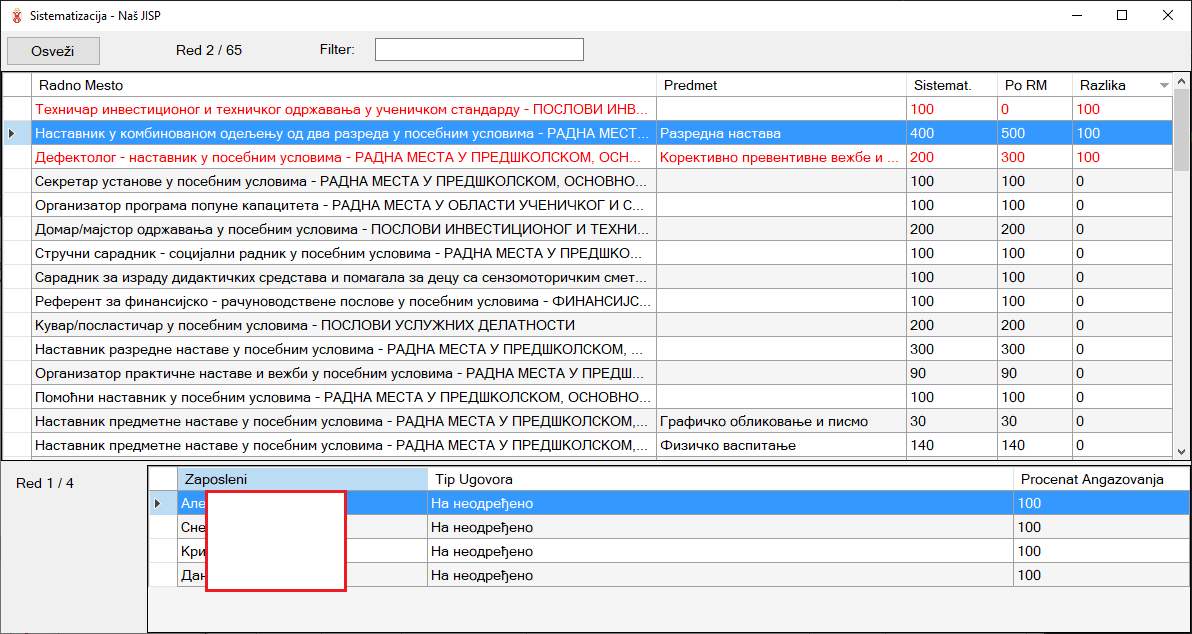 Sistematizacija - Naš JISP
Osveži Red 2 / 65 Filter:
Radno Mesto Predmet Sistemat. Po RM Razlika
Техничар инвестиционог и техничког одржавања у ученичком стандарду - ПОСЛОВИ ИНВ... 100 0 100
Наставник у комбинованом одељењу од два разреда у посебним условима - РАДНА МЕСТ... Разредна настава 400 500 100
Дефектолог - наставник у посебним условима - РАДНА МЕСТА У ПРЕДШКОЛСКОМ, ОСН... Корективно превентивне вежбе и ... 200 300 100
Секретар установе у посебним условима - РАДНА МЕСТА У ПРЕДШКОЛСКОМ, ОСНОВНО... 100 100 0
Организатор програма попуне капацитета - РАДНА МЕСТА У ОБЛАСТИ УЧЕНИЧКОГ И С... 100 100 0
Домар/мајстор одржавања у посебним условима - ПОСЛОВИ ИНВЕСТИЦИОНОГ И ТЕХНИ... 200 200 0
Стручни сарадник - социјални радник у посебним условима - РАДНА МЕСТА У ПРЕДШКО... 100 100 0
Сарадник за израду дидактичких средстава и помагала за децу са сензомоторичким смет... 100 100 0
Референт за финансијско - рачуноводствене послове у посебним условима - ФИНАНСИЈС... 100 100 0
Кувар/посластичар у посебним условима - ПОСЛОВИ УСЛУЖНИХ ДЕЛАТНОСТИ 200 200 0
Наставник разредне наставе у посебним условима - РАДНА МЕСТА У ПРЕДШКОЛСКОМ, ... 300 300 0
Организатор практичне наставе и вежби у посебним условима - РАДНА МЕСТА У ПРЕДШ... 90 90 0
Помоћни наставник у посебним условима - РАДНА МЕСТА У ПРЕДШКОЛСКОМ, ОСНОВНО... 100 100 0
Наставник предметне наставе у посебним условима - РАДНА МЕСТА У ПРЕДШКОЛСКОМ,... Графичко обликовање и писмо 30 30 0
Наставник предметне наставе у посебним условима - РАДНА МЕСТА У ПРЕДШКОЛСКОМ,... Физичко васпитање 140 140 0
Red 1 / 4
Zaposleni Tip Ugovora Procenat Angazovanja
Але На неодређено 100
Сне На неодређено 100
Кри На неодређено 100
Дан На неодређено 100